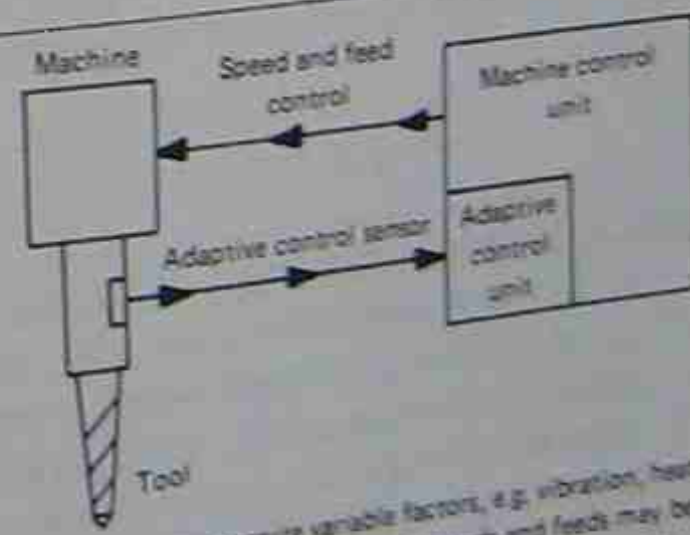 Machine
Speed and feed
control
Machine control
unit
Adaptive control sensor
Adaptive
control
unit
Tool
variable factors, e.g. vibration,
and feeds may be